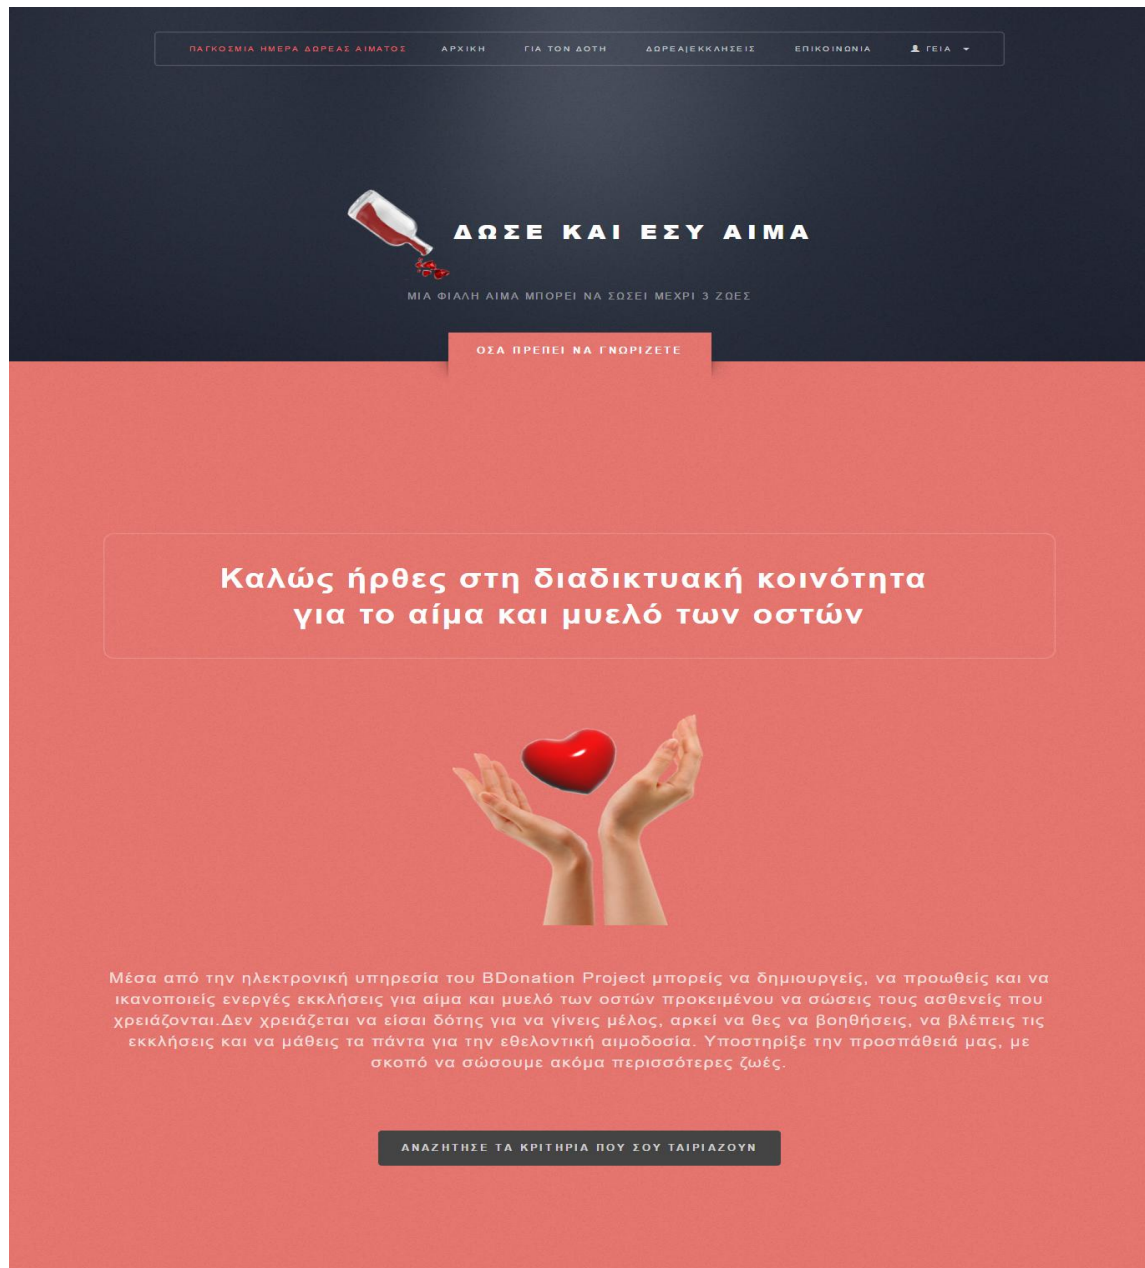 ΠΑΓΚΟΣΜΙΑ ΗΜΕΡΑ ΔΩΡΕΑΣ ΑΙΜΑΤΟΣ ΑΡΧΙΚΗ ΓΙΑ ΤΟΝ ΔΟΤΗ ΔΩΡΕΑ|ΕΚΚΛΗΣΕΙΣ ΕΠΙΚΟΙΝΩΝΙΑ ΓΕΙΑ
ΔΩΣΕ ΚΑΙ ΕΣΥ ΑΙΜΑ
ΜΙΑ ΦΙΑΛΗ ΑΙΜΑ ΜΠΟΡΕΙ ΝΑ ΣΩΣΕΙ ΜΕΧΡΙ 3 ΖΩΕΣ
ΟΣΑ ΠΡΕΠΕΙ ΝΑ ΓΝΩΡΙΖΕΤΕ
Καλώς ήρθες στη διαδικτυακή κοινότητα
για το αίμα και μυελό των οστών
Μέσα από την ηλεκτρονική υπηρεσία του BDonation Project μπορείς να δημιουργείς, να προωθείς και να
ικανοποιείς ενεργές εκκλήσεις για αίμα και μυελό των οστών προκειμένου να σώσεις τους ασθενείς που
χρειάζονται.Δεν χρειάζεται να είσαι δότης για να γίνεις μέλος, αρκεί να θες να βοηθήσεις, να βλέπεις τις
εκκλήσεις και να μάθεις τα πάντα για την εθελοντική αιμοδοσία. Υποστηρίξε την προσπάθειά μας, με
σκοπό να σώσουμε ακόμα περισσότερες ζωές.
ΑΝΑΖΗΤΗΣΕ ΤΑ ΚΡΙΤΗΡΙΑ ΠΟΥ ΣΟΥ ΤΑΙΡΙΑΖΟΥΝ